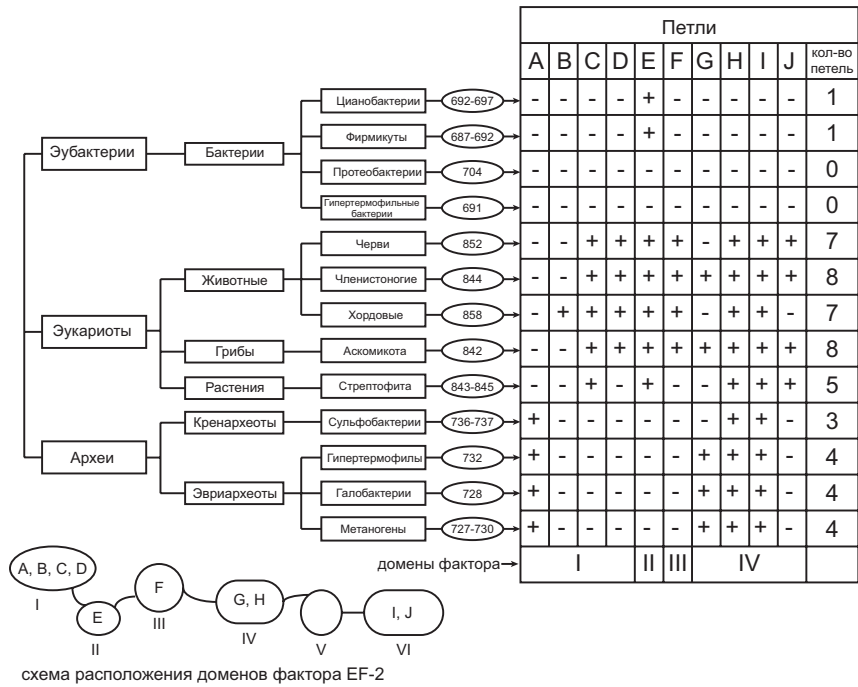 Петли
A B C D E F G H I J кол-во петель
Цианобактерии 692-697 - - - - + - - - - - 1
Фирмикуты 687-692 - - - - + - - - - - 1
Эубактерии Бактерии
Протеобактерии 704 - - - - - - - - - - 0
Гипертермофильные бактерии 691 - - - - - - - - - - 0
Черви 852 - - + + + + - + + + 7
Животные Членистоногие 844 - - + + + + + + + + 8
Хордовые 858 - + + + + + - + + - 7
Эукариоты
Грибы Аскомикота 842 - - + + + + + + + + 8
Растения Стрептофита 843-845 - - + - + - - + + + 5
Кренархеоты Сульфобактерии 736-737 + - - - - - - + + - 3
Археи Гипертермофилы 732 + - - - - - + + + - 4
Эвриархеоты Галобактерии 728 + - - - - - + + + - 4
Метаногены 727-730 + - - - - - + + + - 4
домены фактора I II III IV
A, B, C, D E F G, H I, J
I II III IV V VI
схема расположения доменов фактора EF-2